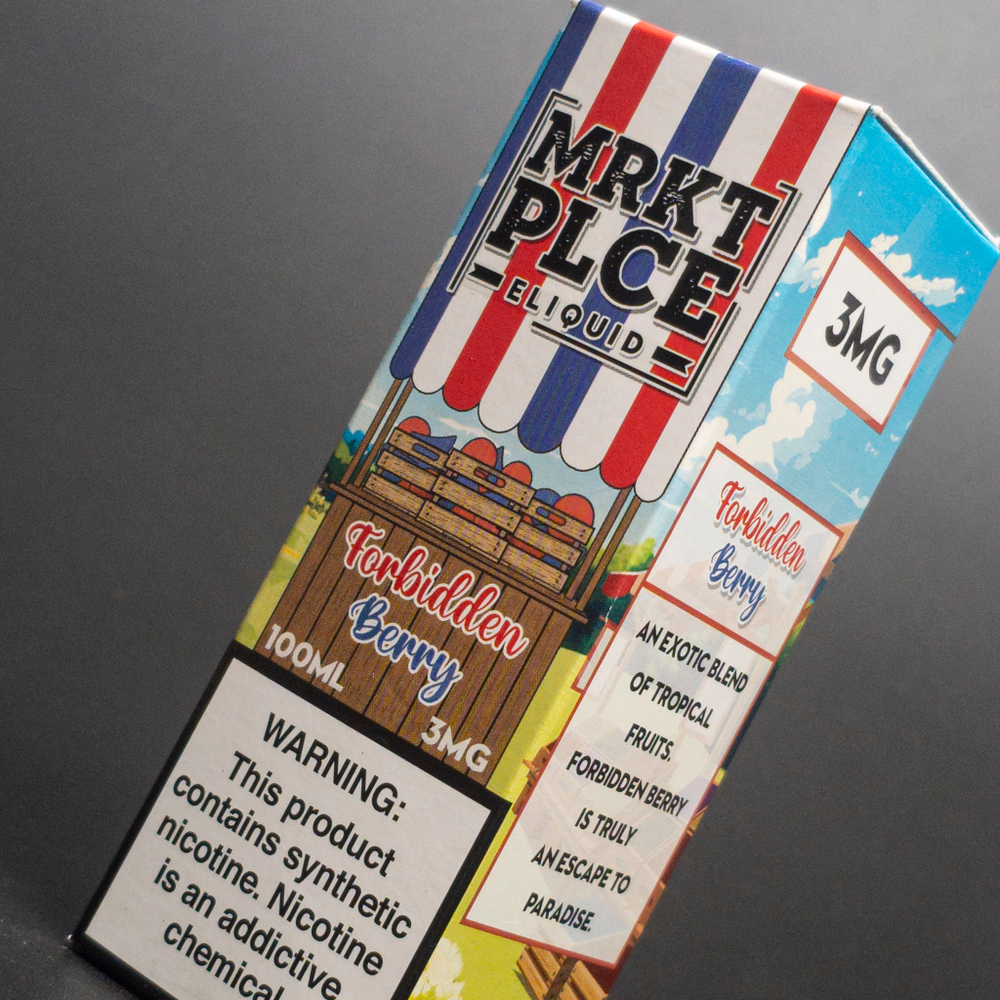 MRKT
PLCE
ELIQUID
Forbidden
Berry
100ML
3MG
WARNING:
This product
contains synthetic
nicotine. Nicotine
is an addictive
chemical.
3MG
Forbidden
Berry
AN EXOTIC BLEND
OF TROPICAL
FRUITS.
FORBIDDEN BERRY
IS TRULY
AN ESCAPE TO
PARADISE.